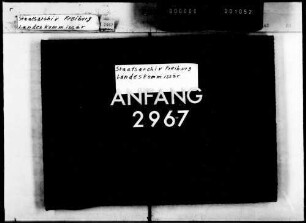 Staatsarchiv Freiburg
Landeskommissar
Staatsarchiv Freiburg
Landeskommissar
ANFANG
2967